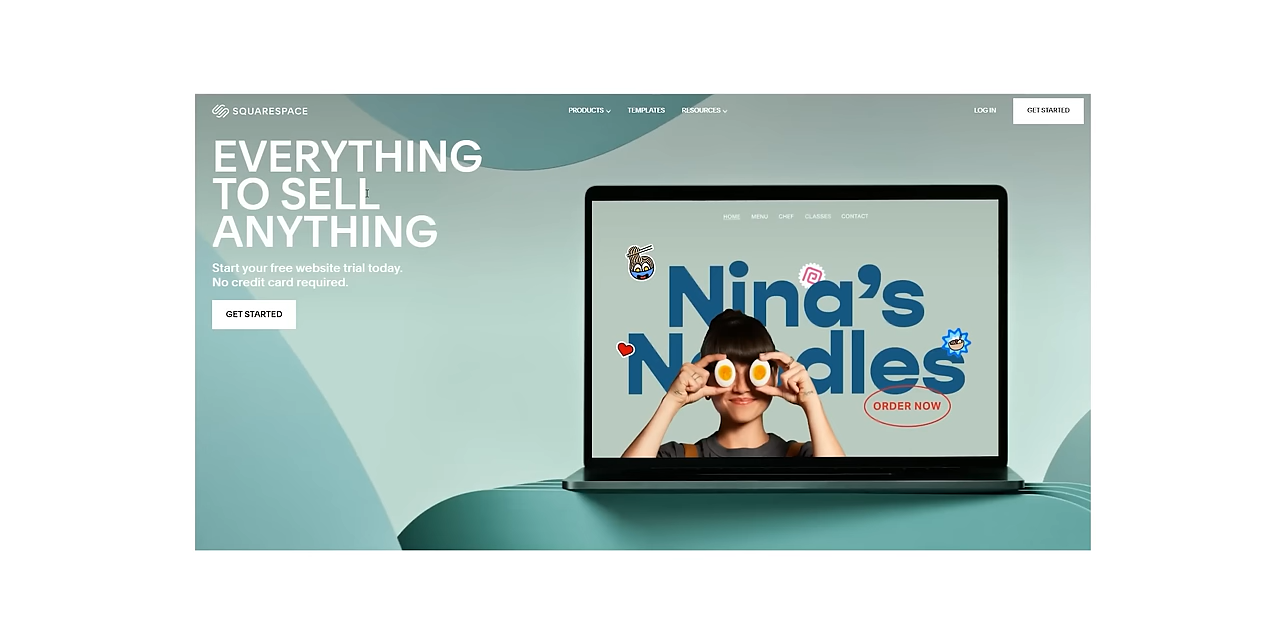 SQUARESPACE
PRODUCTS
TEMPLATES
RESOURCES
LOG IN
GET STARTED
EVERYTHING
TO SELL
ANYTHING
Start your free website trial today.
No credit card required.
GET STARTED
HOME
MENU
CHEF
CLASSES
CONTACT
Nina's
Noodles
ORDER NOW